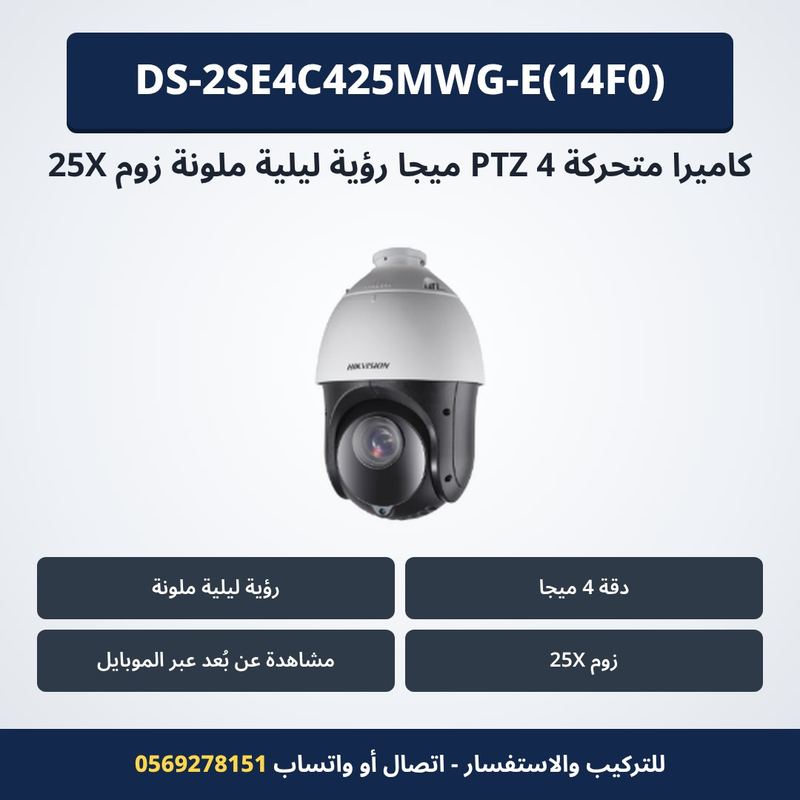 DS-2SE4C425MWG-E(14F0)
كاميرا متحركة PTZ 4 ميجا رؤية ليلية ملونة زوم 25X
HIKVISION
دقة 4 ميجا
رؤية ليلية ملونة
زوم 25X
مشاهدة عن بُعد عبر الموبايل
للتركيب والاستفسار - اتصال أو واتساب 0569278151